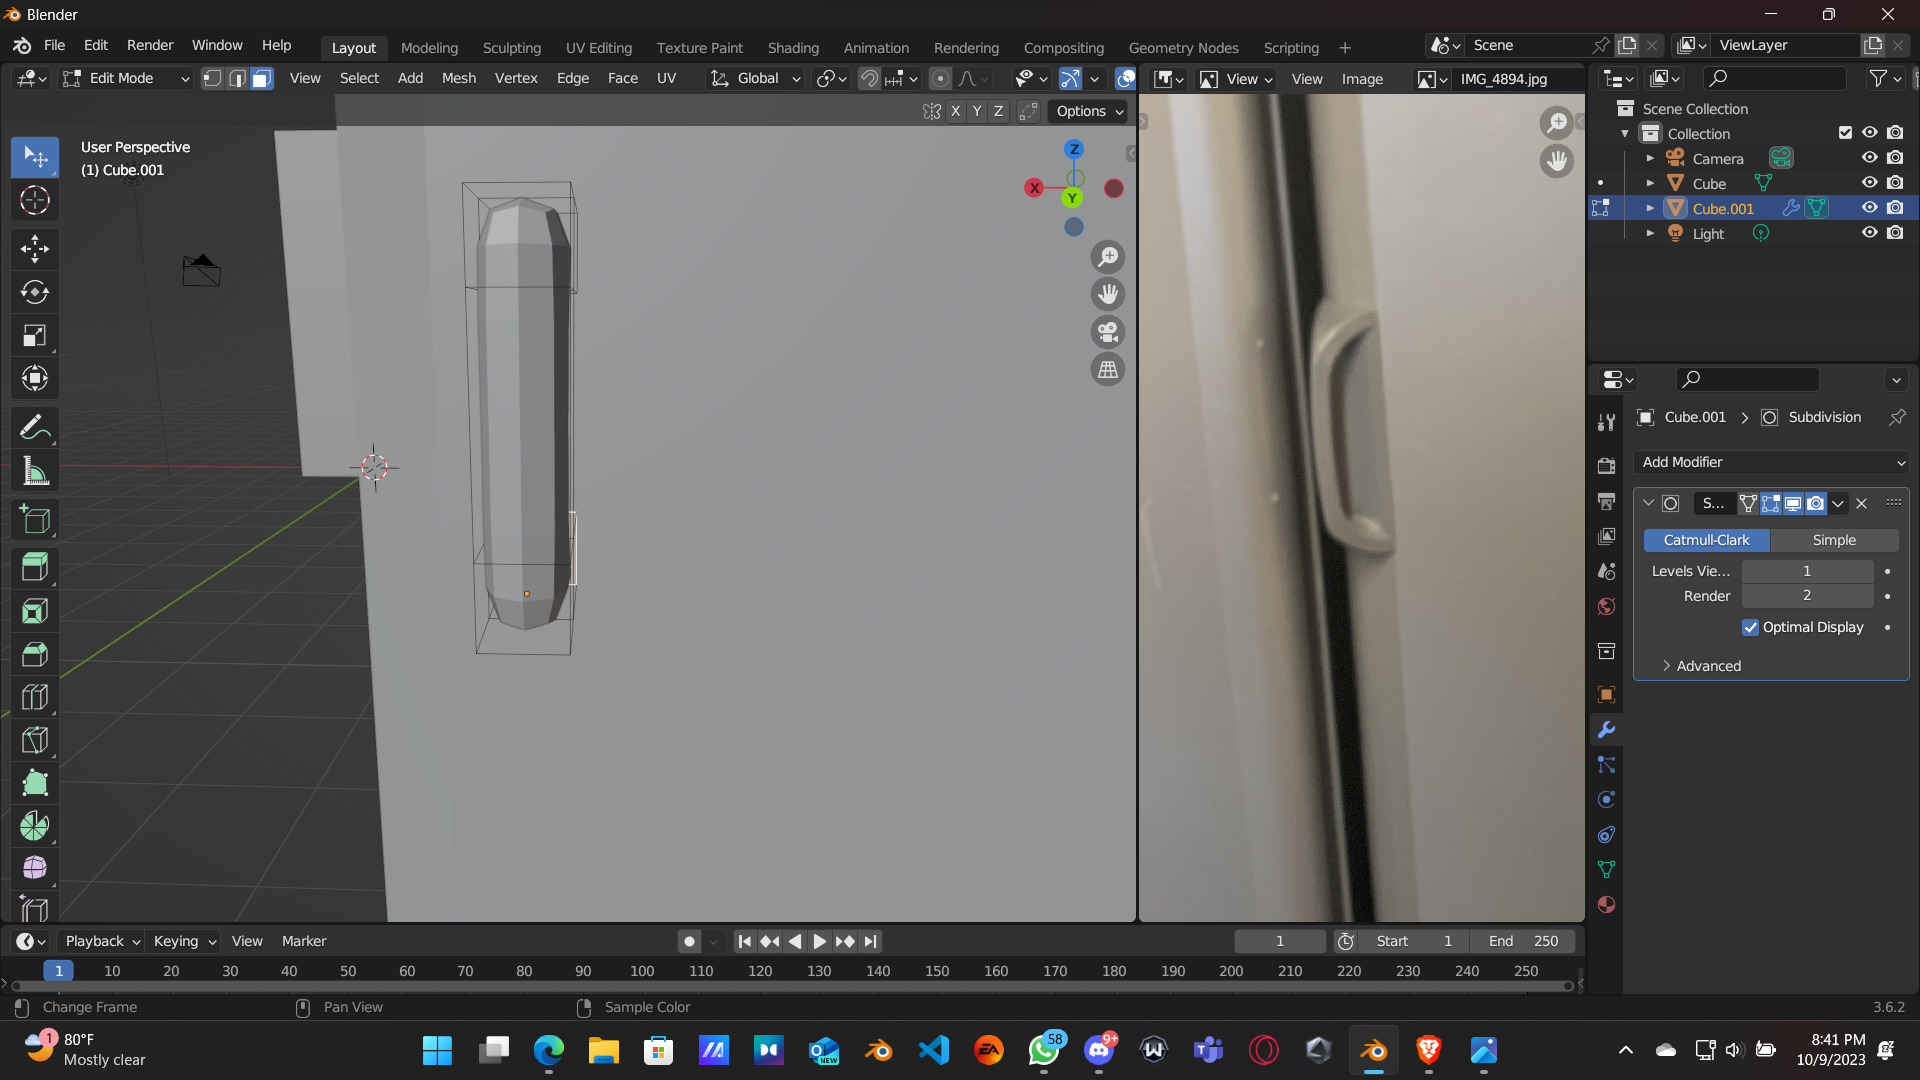 Blender
File Edit Render Window Help Layout Modeling Sculpting UV Editing Texture Paint Shading Animation Rendering Compositing Geometry Nodes Scripting + Scene ViewLayer
Edit Mode View Select Add Mesh Vertex Edge Face UV Global View View Image IMG_4894.jpg
X Y Z Options
User Perspective
(1) Cube.001
Z
X
Y
Scene Collection
Collection
Camera
Cube
Cube.001
Light
Cube.001 > Subdivision
Add Modifier
S...
Catmull-Clark Simple
Levels Vie... 1
Render 2
Optimal Display
Advanced
Playback Keying View Marker 1 Start 1 End 250
1 10 20 30 40 50 60 70 80 90 100 110 120 130 140 150 160 170 180 190 200 210 220 230 240 250
Change Frame Pan View Sample Color 3.6.2
1 80°F
Mostly clear
NEW
EA
58
9+
8:41 PM
10/9/2023